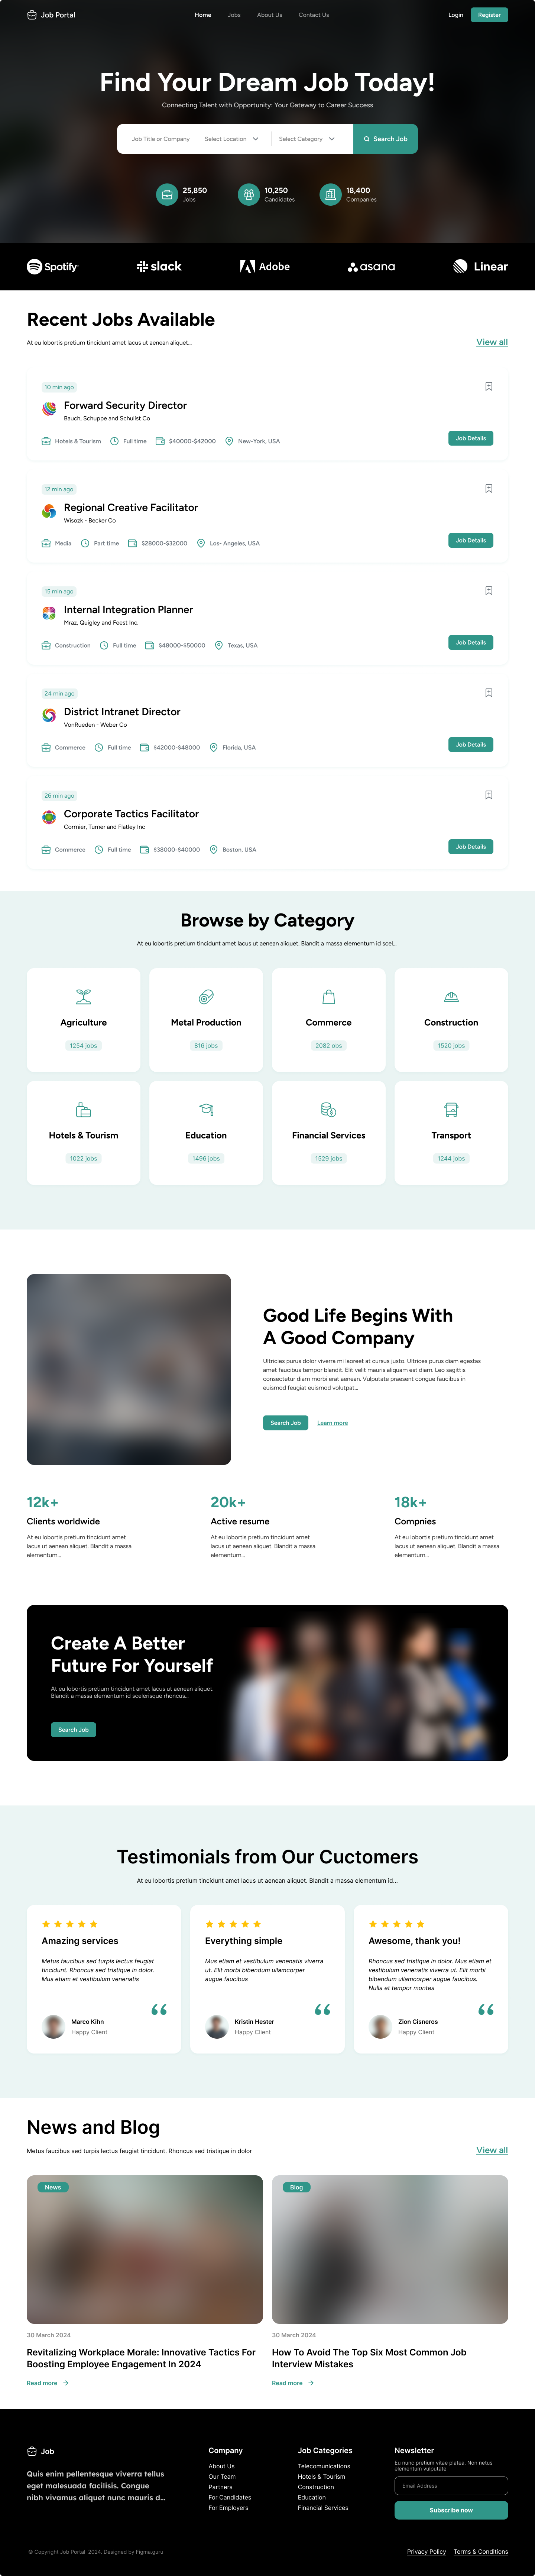 Job Portal
Home Jobs About Us Contact Us
Login Register
Find Your Dream Job Today!
Connecting Talent with Opportunity: Your Gateway to Career Success
Job Title or Company Select Location Select Category Search Job
25,850
Jobs
10,250
Candidates
18,400
Companies
Spotify slack Adobe asana Linear
Recent Jobs Available
At eu lobortis pretium tincidunt amet lacus ut aenean aliquet... View all
10 min ago
Forward Security Director
Bauch, Schuppe and Schulist Co
Hotels & Tourism Full time $40000-$42000 New-York, USA
Job Details
12 min ago
Regional Creative Facilitator
Wisozk - Becker Co
Media Part time $28000-$32000 Los- Angeles, USA
Job Details
15 min ago
Internal Integration Planner
Mraz, Quigley and Feest Inc.
Construction Full time $48000-$50000 Texas, USA
Job Details
24 min ago
District Intranet Director
VonRueden - Weber Co
Commerce Full time $42000-$48000 Florida, USA
Job Details
26 min ago
Corporate Tactics Facilitator
Cormier, Turner and Flatley Inc
Commerce Full time $38000-$40000 Boston, USA
Job Details
Browse by Category
At eu lobortis pretium tincidunt amet lacus ut aenean aliquet. Blandit a massa elementum id scel...
Agriculture
1254 jobs
Metal Production
816 jobs
Commerce
2082 obs
Construction
1520 jobs
Hotels & Tourism
1022 jobs
Education
1496 jobs
Financial Services
1529 jobs
Transport
1244 jobs
Good Life Begins With
A Good Company
Ultricies purus dolor viverra mi laoreet at cursus justo. Ultrices purus diam egestas
amet faucibus tempor blandit. Elit velit mauris aliquam est diam. Leo sagittis
consectetur diam morbi erat aenean. Vulputate praesent congue faucibus in
euismod feugiat euismod volutpat...
Search Job Learn more
12k+
Clients worldwide
At eu lobortis pretium tincidunt amet
lacus ut aenean aliquet. Blandit a massa
elementum...
20k+
Active resume
At eu lobortis pretium tincidunt amet
lacus ut aenean aliquet. Blandit a massa
elementum...
18k+
Compnies
At eu lobortis pretium tincidunt amet
lacus ut aenean aliquet. Blandit a massa
elementum...
Create A Better
Future For Yourself
At eu lobortis pretium tincidunt amet lacus ut aenean aliquet.
Blandit a massa elementum id scelerisque rhoncus...
Search Job
Testimonials from Our Cuctomers
At eu lobortis pretium tincidunt amet lacus ut aenean aliquet. Blandit a massa elementum id...
Amazing services
Metus faucibus sed turpis lectus feugiat
tincidunt. Rhoncus sed tristique in dolor.
Mus etiam et vestibulum venenatis
Marco Kihn
Happy Client
Everything simple
Mus etiam et vestibulum venenatis viverra
ut. Elit morbi bibendum ullamcorper
augue faucibus
Kristin Hester
Happy Client
Awesome, thank you!
Rhoncus sed tristique in dolor. Mus etiam et
vestibulum venenatis viverra ut. Elit morbi
bibendum ullamcorper augue faucibus.
Nulla et tempor montes
Zion Cisneros
Happy Client
News and Blog
Metus faucibus sed turpis lectus feugiat tincidunt. Rhoncus sed tristique in dolor View all
News
30 March 2024
Revitalizing Workplace Morale: Innovative Tactics For
Boosting Employee Engagement In 2024
Read more
Blog
30 March 2024
How To Avoid The Top Six Most Common Job
Interview Mistakes
Read more
Job
Quis enim pellentesque viverra tellus
eget malesuada facilisis. Congue
nibh vivamus aliquet nunc mauris d...
Company
About Us
Our Team
Partners
For Candidates
For Employers
Job Categories
Telecomunications
Hotels & Tourism
Construction
Education
Financial Services
Newsletter
Eu nunc pretium vitae platea. Non netus
elementum vulputate
Email Address
Subscribe now
© Copyright Job Portal 2024. Designed by Figma.guru
Privacy Policy Terms & Conditions